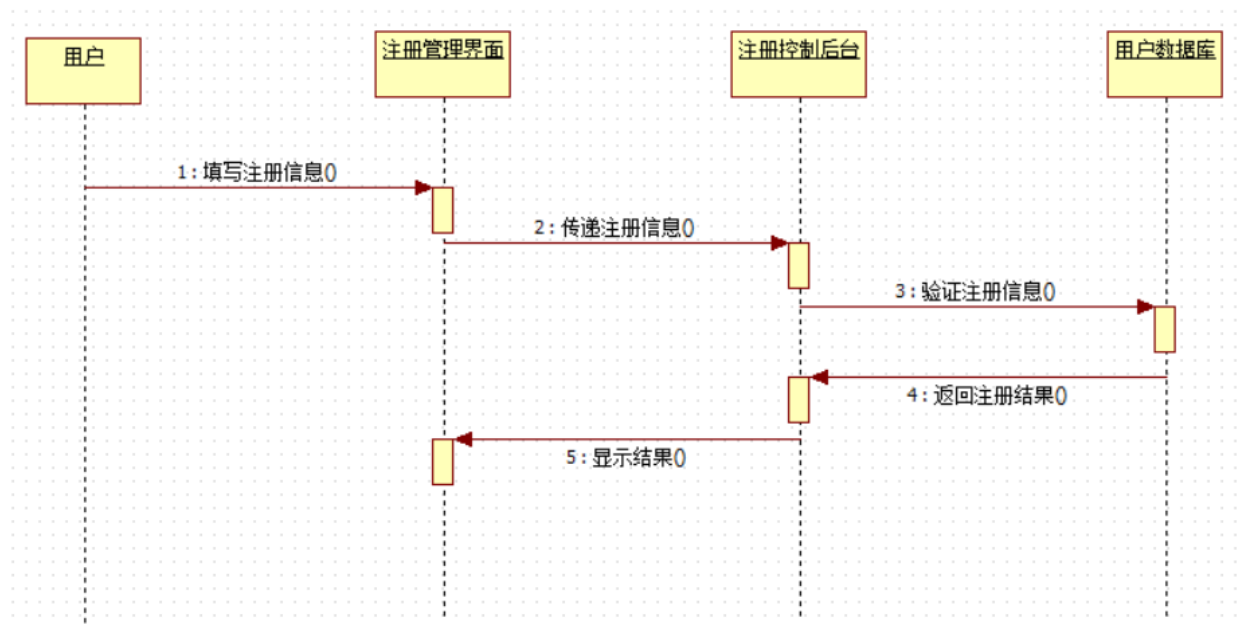 用户
注册管理界面
注册控制后台
用户数据库
1:填写注册信息()
2:传递注册信息()
3:验证注册信息()
4:返回注册结果()
5:显示结果()